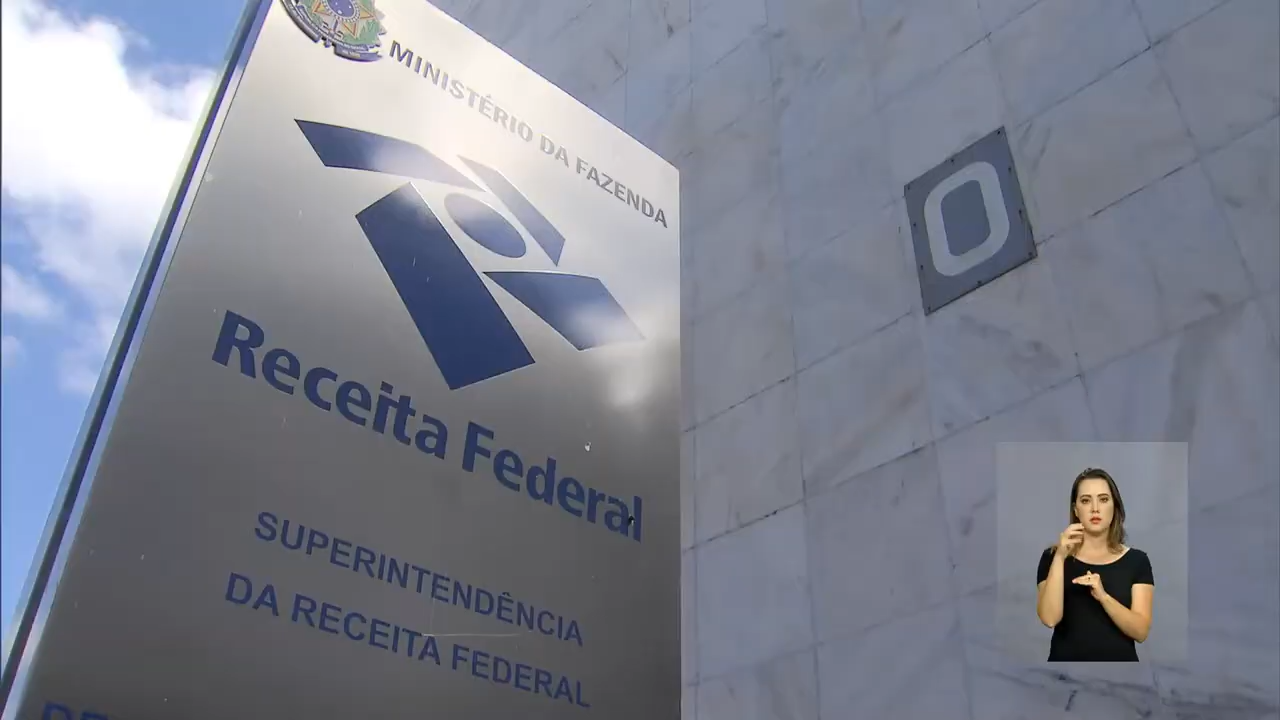 MINISTÉRIO DA FAZENDA
Receita Federal
SUPERINTENDÊNCIA
DA RECEITA FEDERAL
O